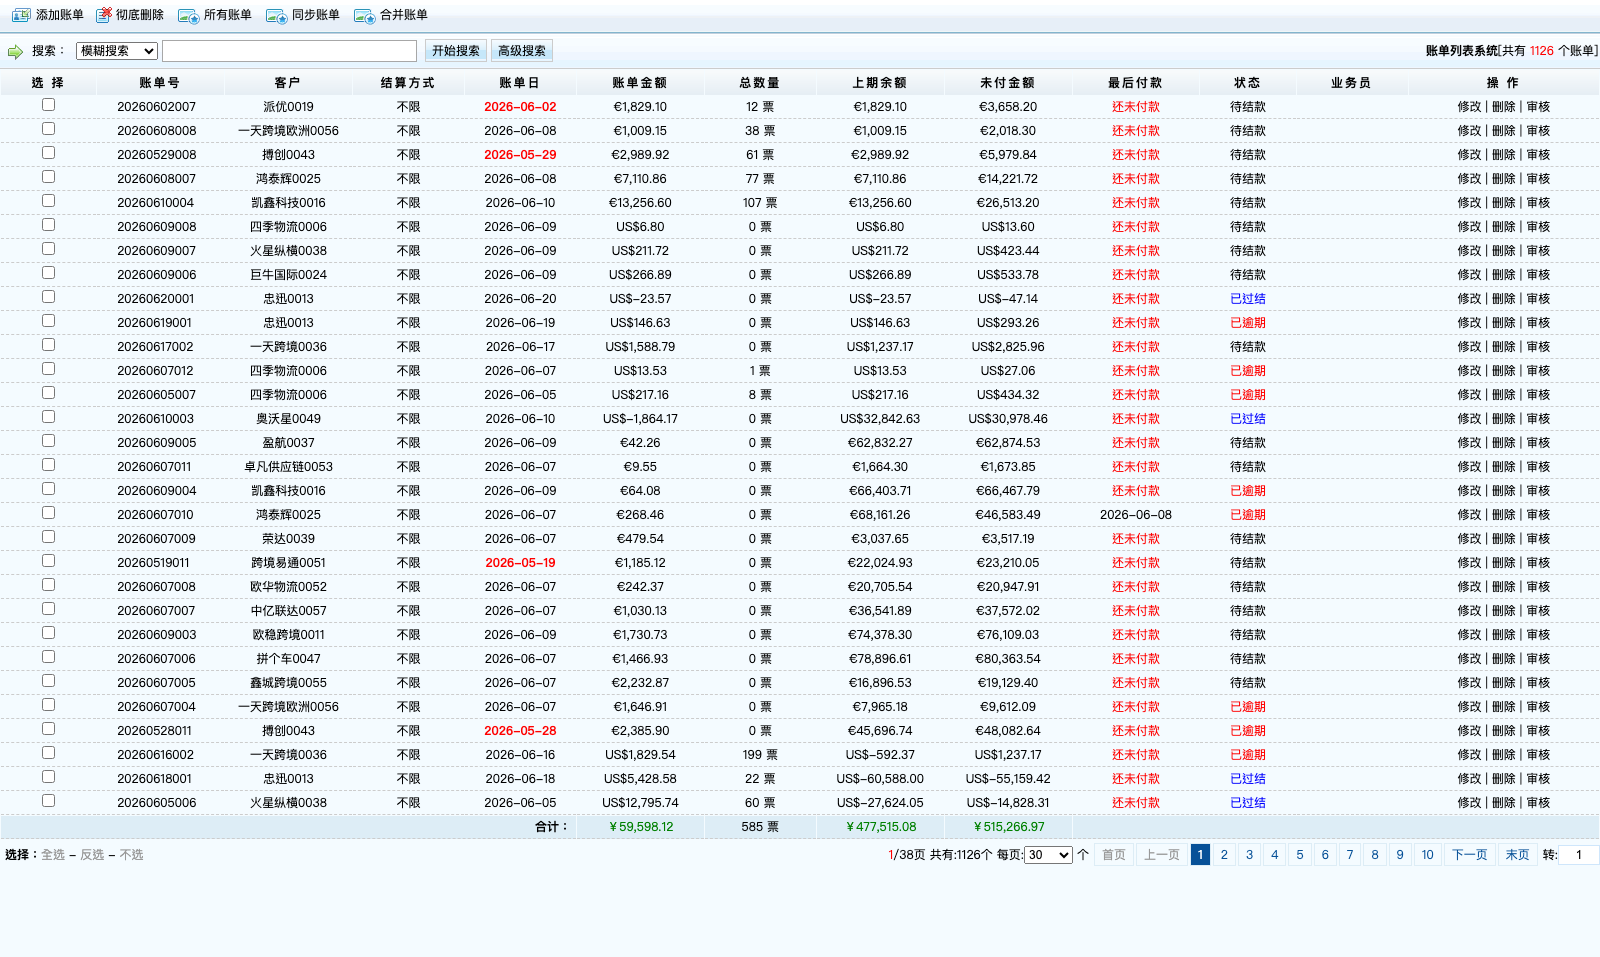 添加账单 彻底删除 所有账单 同步账单 合并账单
搜索： 模糊搜索 开始搜索 高级搜索 账单列表系统[共有 1126 个账单]
选 择 账单号 客户 结算方式 账单日 账单金额 总数量 上期余额 未付金额 最后付款 状态 业务员 操 作
20260602007 派优0019 不限 2026-06-02 €1,829.10 12 票 €1,829.10 €3,658.20 还未付款 待结款 修改 | 删除 | 审核
20260608008 一天跨境欧洲0056 不限 2026-06-08 €1,009.15 38 票 €1,009.15 €2,018.30 还未付款 待结款 修改 | 删除 | 审核
20260529008 搏创0043 不限 2026-05-29 €2,989.92 61 票 €2,989.92 €5,979.84 还未付款 待结款 修改 | 删除 | 审核
20260608007 鸿泰辉0025 不限 2026-06-08 €7,110.86 77 票 €7,110.86 €14,221.72 还未付款 待结款 修改 | 删除 | 审核
20260610004 凯鑫科技0016 不限 2026-06-10 €13,256.60 107 票 €13,256.60 €26,513.20 还未付款 待结款 修改 | 删除 | 审核
20260609008 四季物流0006 不限 2026-06-09 US$6.80 0 票 US$6.80 US$13.60 还未付款 待结款 修改 | 删除 | 审核
20260609007 火星纵横0038 不限 2026-06-09 US$211.72 0 票 US$211.72 US$423.44 还未付款 待结款 修改 | 删除 | 审核
20260609006 巨牛国际0024 不限 2026-06-09 US$266.89 0 票 US$266.89 US$533.78 还未付款 待结款 修改 | 删除 | 审核
20260620001 忠迅0013 不限 2026-06-20 US$-23.57 0 票 US$-23.57 US$-47.14 还未付款 已过结 修改 | 删除 | 审核
20260619001 忠迅0013 不限 2026-06-19 US$146.63 0 票 US$146.63 US$293.26 还未付款 已逾期 修改 | 删除 | 审核
20260617002 一天跨境0036 不限 2026-06-17 US$1,588.79 0 票 US$1,237.17 US$2,825.96 还未付款 待结款 修改 | 删除 | 审核
20260607012 四季物流0006 不限 2026-06-07 US$13.53 1 票 US$13.53 US$27.06 还未付款 已逾期 修改 | 删除 | 审核
20260605007 四季物流0006 不限 2026-06-05 US$217.16 8 票 US$217.16 US$434.32 还未付款 已逾期 修改 | 删除 | 审核
20260610003 奥沃星0049 不限 2026-06-10 US$-1,864.17 0 票 US$32,842.63 US$30,978.46 还未付款 已过结 修改 | 删除 | 审核
20260609005 盈航0037 不限 2026-06-09 €42.26 0 票 €62,832.27 €62,874.53 还未付款 待结款 修改 | 删除 | 审核
20260607011 卓凡供应链0053 不限 2026-06-07 €9.55 0 票 €1,664.30 €1,673.85 还未付款 待结款 修改 | 删除 | 审核
20260609004 凯鑫科技0016 不限 2026-06-09 €64.08 0 票 €66,403.71 €66,467.79 还未付款 已逾期 修改 | 删除 | 审核
20260607010 鸿泰辉0025 不限 2026-06-07 €268.46 0 票 €68,161.26 €46,583.49 2026-06-08 已逾期 修改 | 删除 | 审核
20260607009 荣达0039 不限 2026-06-07 €479.54 0 票 €3,037.65 €3,517.19 还未付款 待结款 修改 | 删除 | 审核
20260519011 跨境易通0051 不限 2026-05-19 €1,185.12 0 票 €22,024.93 €23,210.05 还未付款 待结款 修改 | 删除 | 审核
20260607008 欧华物流0052 不限 2026-06-07 €242.37 0 票 €20,705.54 €20,947.91 还未付款 待结款 修改 | 删除 | 审核
20260607007 中亿联达0057 不限 2026-06-07 €1,030.13 0 票 €36,541.89 €37,572.02 还未付款 待结款 修改 | 删除 | 审核
20260609003 欧稳跨境0011 不限 2026-06-09 €1,730.73 0 票 €74,378.30 €76,109.03 还未付款 待结款 修改 | 删除 | 审核
20260607006 拼个车0047 不限 2026-06-07 €1,466.93 0 票 €78,896.61 €80,363.54 还未付款 待结款 修改 | 删除 | 审核
20260607005 鑫城跨境0055 不限 2026-06-07 €2,232.87 0 票 €16,896.53 €19,129.40 还未付款 待结款 修改 | 删除 | 审核
20260607004 一天跨境欧洲0056 不限 2026-06-07 €1,646.91 0 票 €7,965.18 €9,612.09 还未付款 已逾期 修改 | 删除 | 审核
20260528011 搏创0043 不限 2026-05-28 €2,385.90 0 票 €45,696.74 €48,082.64 还未付款 已逾期 修改 | 删除 | 审核
20260616002 一天跨境0036 不限 2026-06-16 US$1,829.54 199 票 US$-592.37 US$1,237.17 还未付款 已逾期 修改 | 删除 | 审核
20260618001 忠迅0013 不限 2026-06-18 US$5,428.58 22 票 US$-60,588.00 US$-55,159.42 还未付款 已过结 修改 | 删除 | 审核
20260605006 火星纵横0038 不限 2026-06-05 US$12,795.74 60 票 US$-27,624.05 US$-14,828.31 还未付款 已过结 修改 | 删除 | 审核
合计： ¥59,598.12 585 票 ¥477,515.08 ¥515,266.97
选择：全选 - 反选 - 不选 1/38页 共有:1126个 每页:30 个 首页 上一页 1 2 3 4 5 6 7 8 9 10 下一页 末页 转: 1